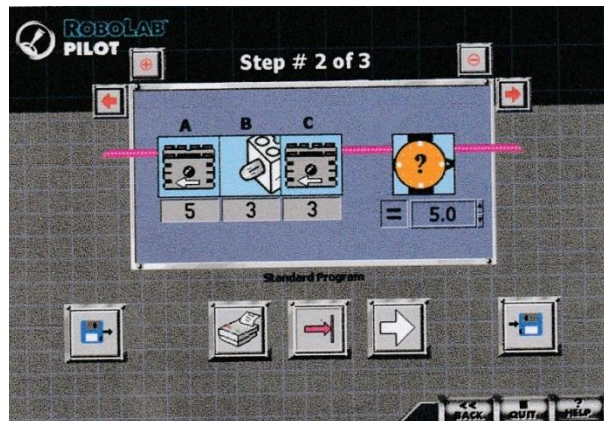 ROBOLAB
PILOT
Step # 2 of 3
A B C
?
5 3 3 = 5.0
Standard Program
<< ■ ?
BACK QUIT HELP